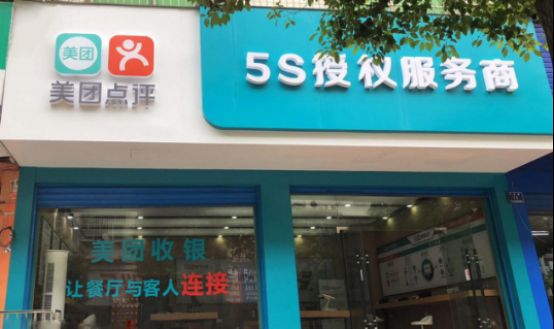 美团
美团点评
5S授权服务商
美团收银
让餐厅与客人连接